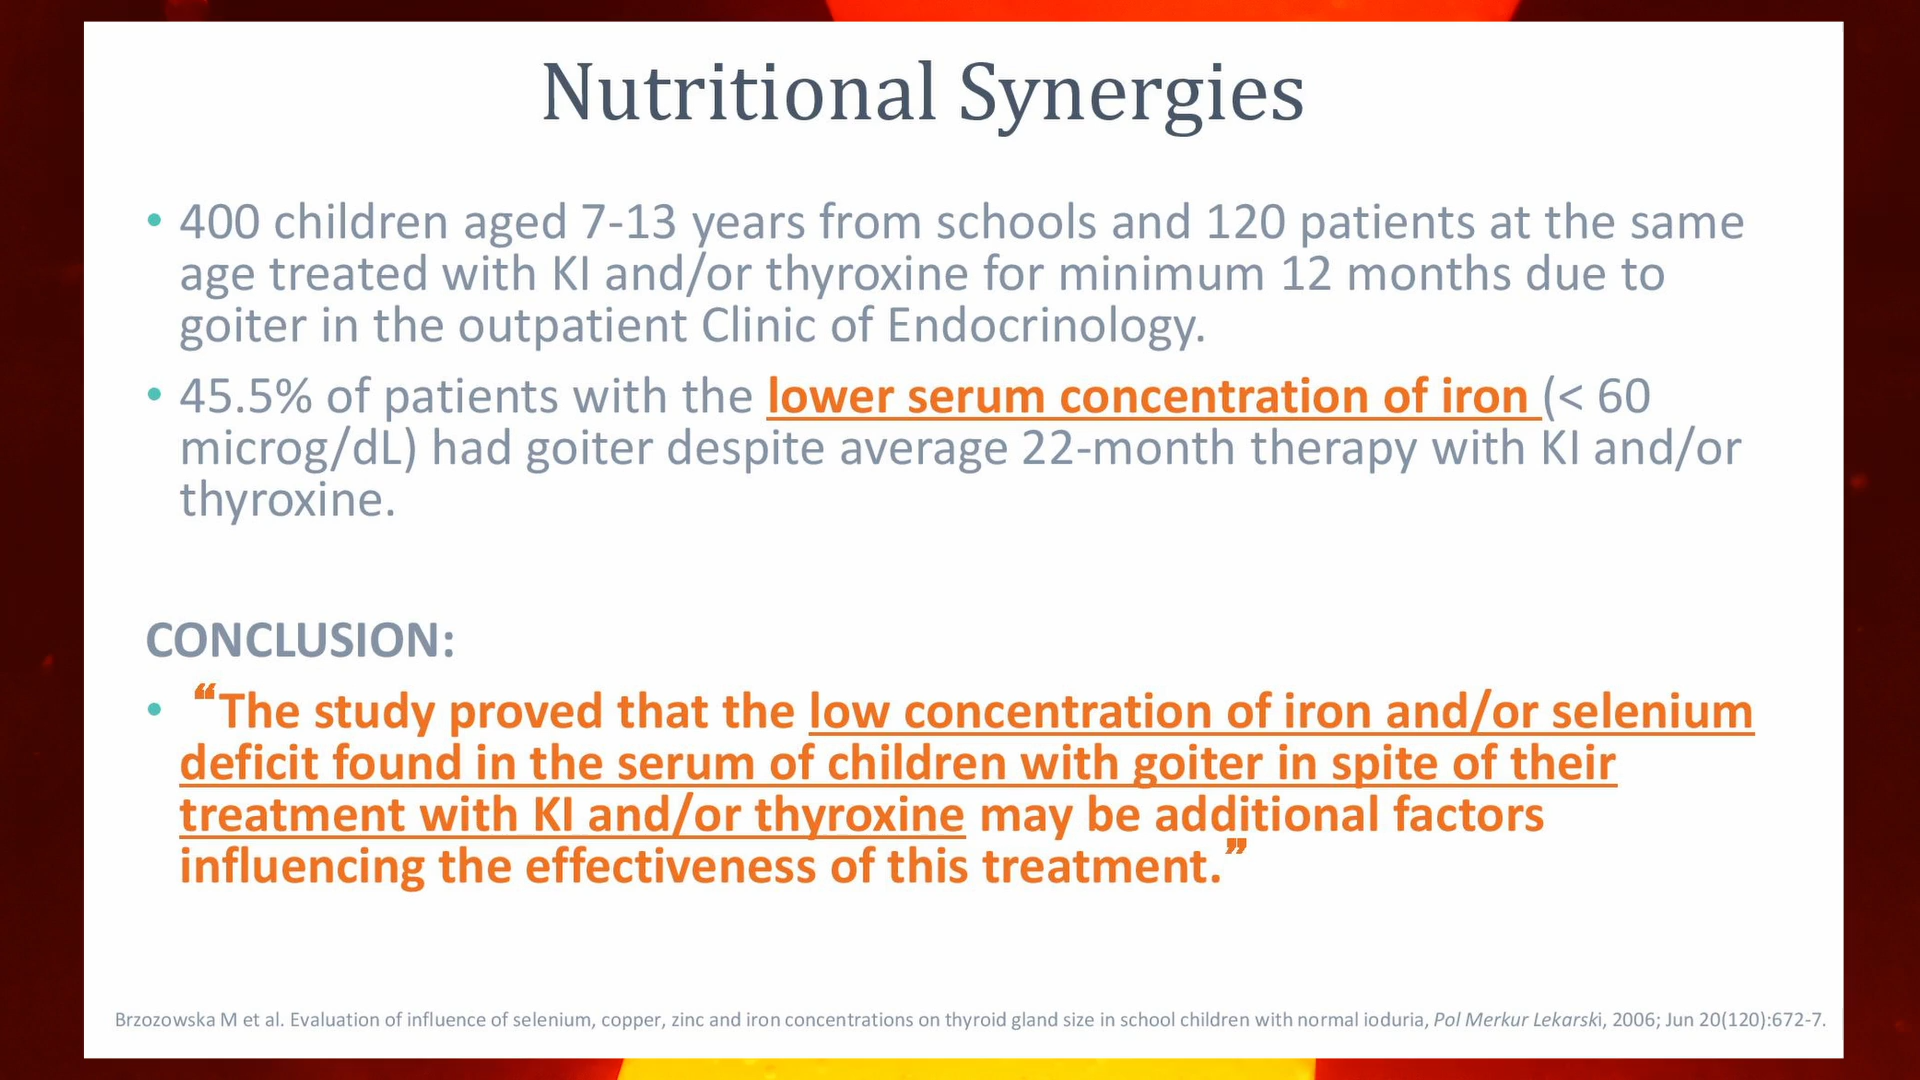 Nutritional Synergies
• 400 children aged 7-13 years from schools and 120 patients at the same
age treated with KI and/or thyroxine for minimum 12 months due to
goiter in the outpatient Clinic of Endocrinology.
• 45.5% of patients with the lower serum concentration of iron (< 60
microg/dL) had goiter despite average 22-month therapy with KI and/or
thyroxine.
CONCLUSION:
• “The study proved that the low concentration of iron and/or selenium
deficit found in the serum of children with goiter in spite of their
treatment with KI and/or thyroxine may be additional factors
influencing the effectiveness of this treatment.”
Brzozowska M et al. Evaluation of influence of selenium, copper, zinc and iron concentrations on thyroid gland size in school children with normal ioduria, Pol Merkur Lekarski, 2006; Jun 20(120):672-7.